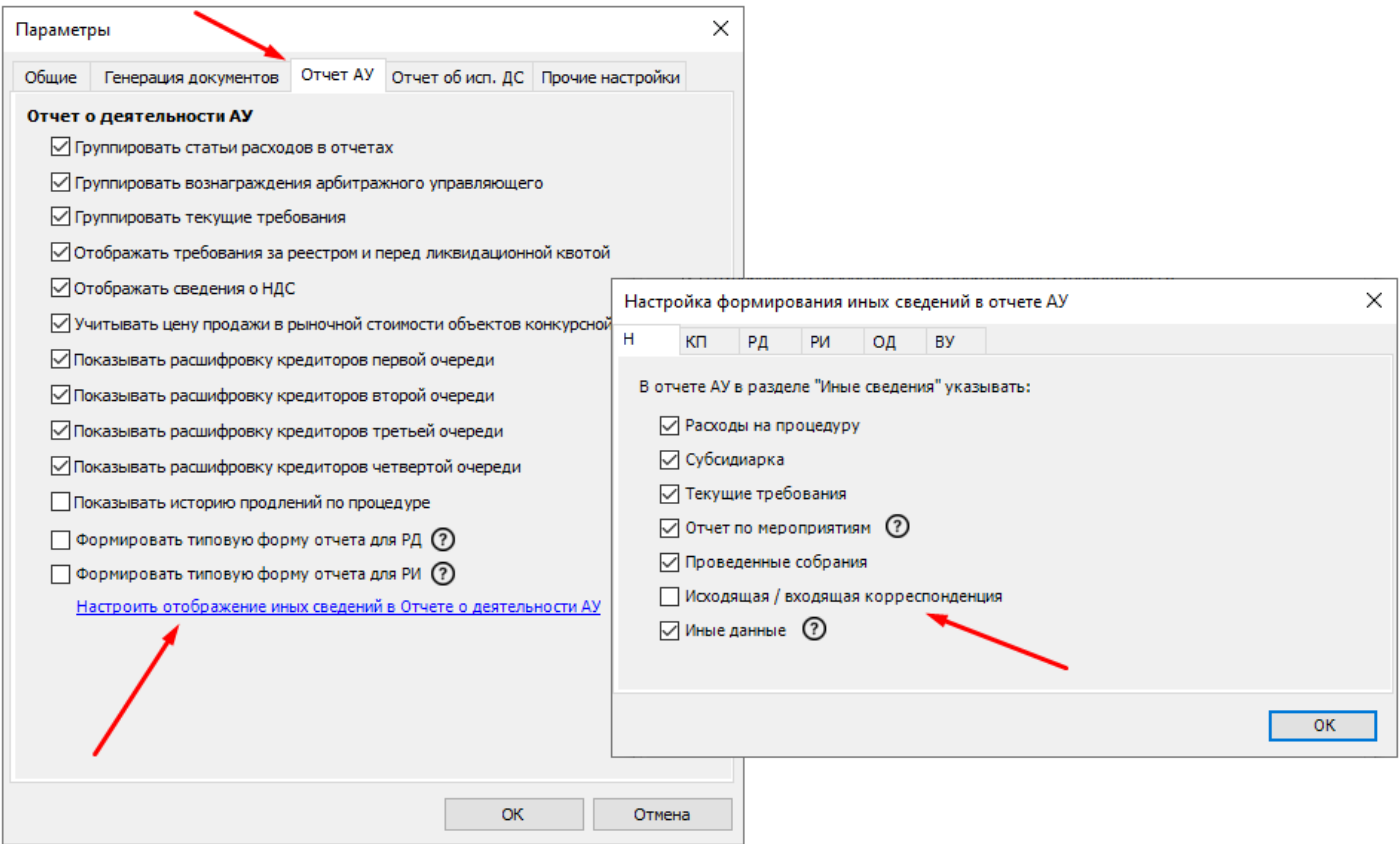 Параметры
Общие
Генерация документов
Отчет АУ
Отчет об исп. ДС
Прочие настройки
Отчет о деятельности АУ
Группировать статьи расходов в отчетах
Группировать вознаграждения арбитражного управляющего
Группировать текущие требования
Отображать требования за реестром и перед ликвидационной квотой
Отображать сведения о НДС
Учитывать цену продажи в рыночной стоимости объектов конкурсной
Показывать расшифровку кредиторов первой очереди
Показывать расшифровку кредиторов второй очереди
Показывать расшифровку кредиторов третьей очереди
Показывать расшифровку кредиторов четвертой очереди
Показывать историю продлений по процедуре
Формировать типовую форму отчета для РД ?
Формировать типовую форму отчета для РИ ?
Настроить отображение иных сведений в Отчете о деятельности АУ
ОК
Отмена
Настройка формирования иных сведений в отчете АУ
Н
КП
РД
РИ
ОД
ВУ
В отчете АУ в разделе "Иные сведения" указывать:
Расходы на процедуру
Субсидиарка
Текущие требования
Отчет по мероприятиям ?
Проведенные собрания
Исходящая / входящая корреспонденция
Иные данные ?
ОК